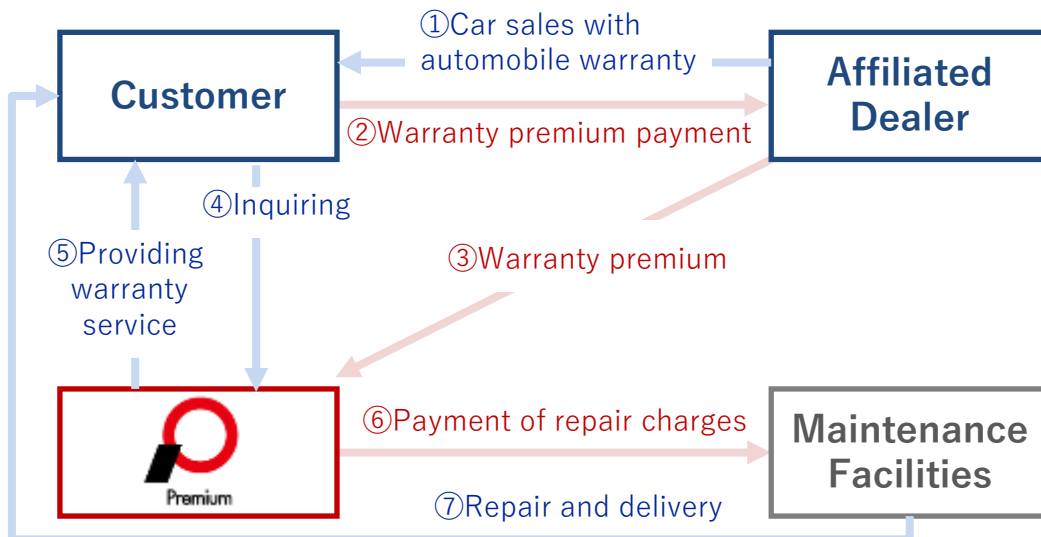 ①Car sales with
automobile warranty
Customer
Affiliated
Dealer
②Warranty premium payment
④Inquiring
③Warranty premium
⑤Providing
warranty
service
Premium
⑥Payment of repair charges
Maintenance
Facilities
⑦Repair and delivery